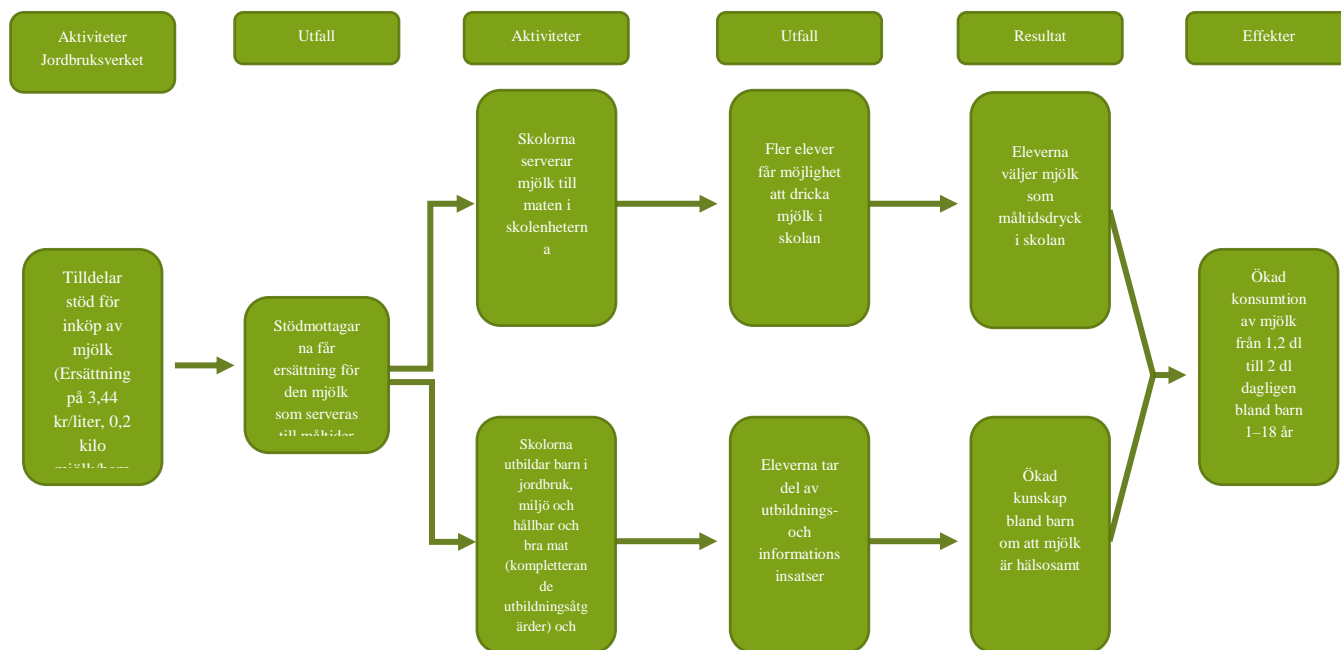 Aktiviteter
Jordbruksverket
Utfall
Aktiviteter
Utfall
Resultat
Effekter
Tilldelar
stöd för
inköp av
mjölk
(Ersättning
på 3,44
kr/liter, 0,2
kilo
mjölk/barn
Stödmottagar
na får
ersättning för
den mjölk
som serveras
till måltider
Skolorna
serverar
mjölk till
maten i
skolenhetern
a
Fler elever
får möjlighet
att dricka
mjölk i
skolan
Eleverna
väljer mjölk
som
måltidsdryck
i skolan
Skolorna
utbildar barn i
jordbruk,
miljö och
hållbar och
bra mat
(kompletteran
de
utbildningsåtg
ärder) och
Eleverna tar
del av
utbildnings-
och
informations
insatser
Ökad
kunskap
bland barn
om att mjölk
är hälsosamt
Ökad
konsumtion
av mjölk
från 1,2 dl
till 2 dl
dagligen
bland barn
1–18 år